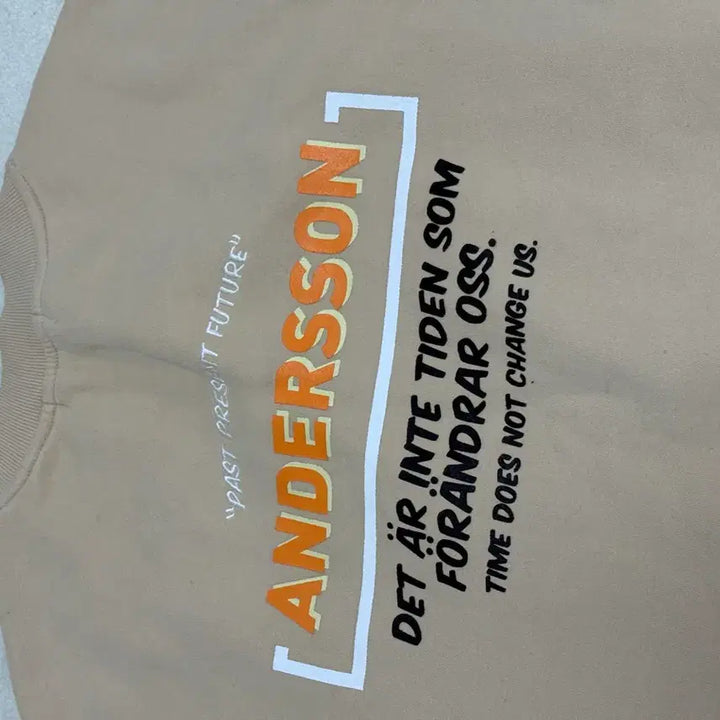 "PAST PRESENT FUTURE"
ANDERSSON
DET ÄR INTE TIDEN SOM
FÖRÄNDRAR OSS.
TIME DOES NOT CHANGE US.